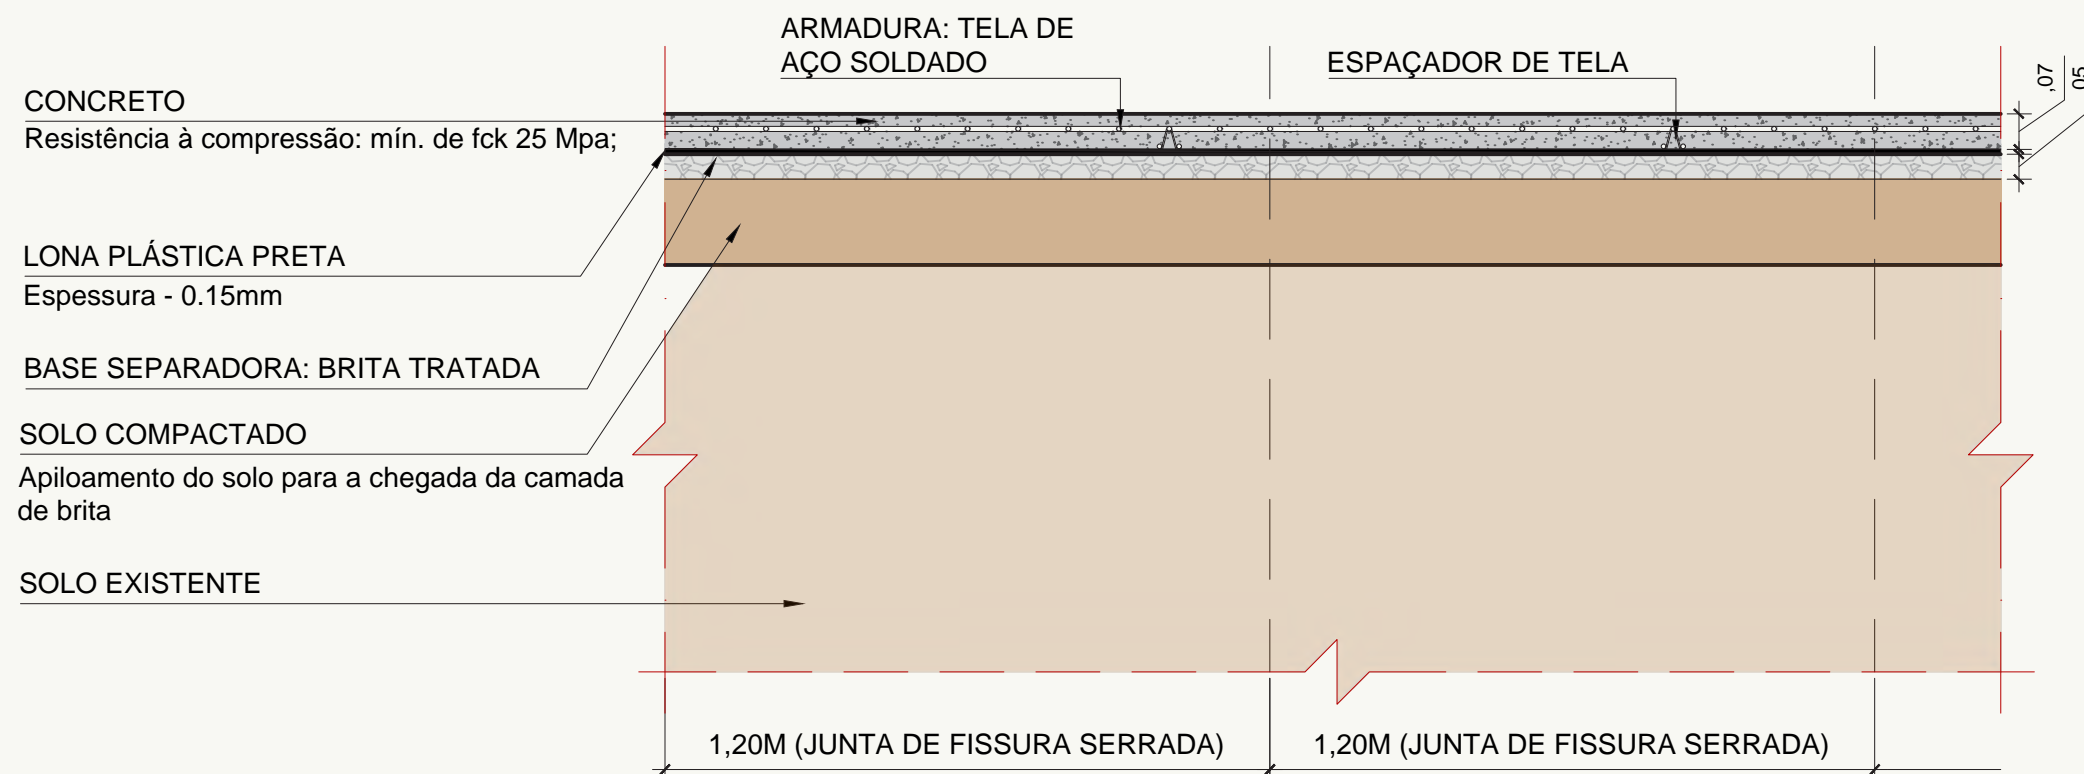 ARMADURA: TELA DE
AÇO SOLDADO
ESPAÇADOR DE TELA
,07
,05
CONCRETO
Resistência à compressão: mín. de fck 25 Mpa;
LONA PLÁSTICA PRETA
Espessura - 0.15mm
BASE SEPARADORA: BRITA TRATADA
SOLO COMPACTADO
Apiloamento do solo para a chegada da camada
de brita
SOLO EXISTENTE
1,20M (JUNTA DE FISSURA SERRADA)
1,20M (JUNTA DE FISSURA SERRADA)